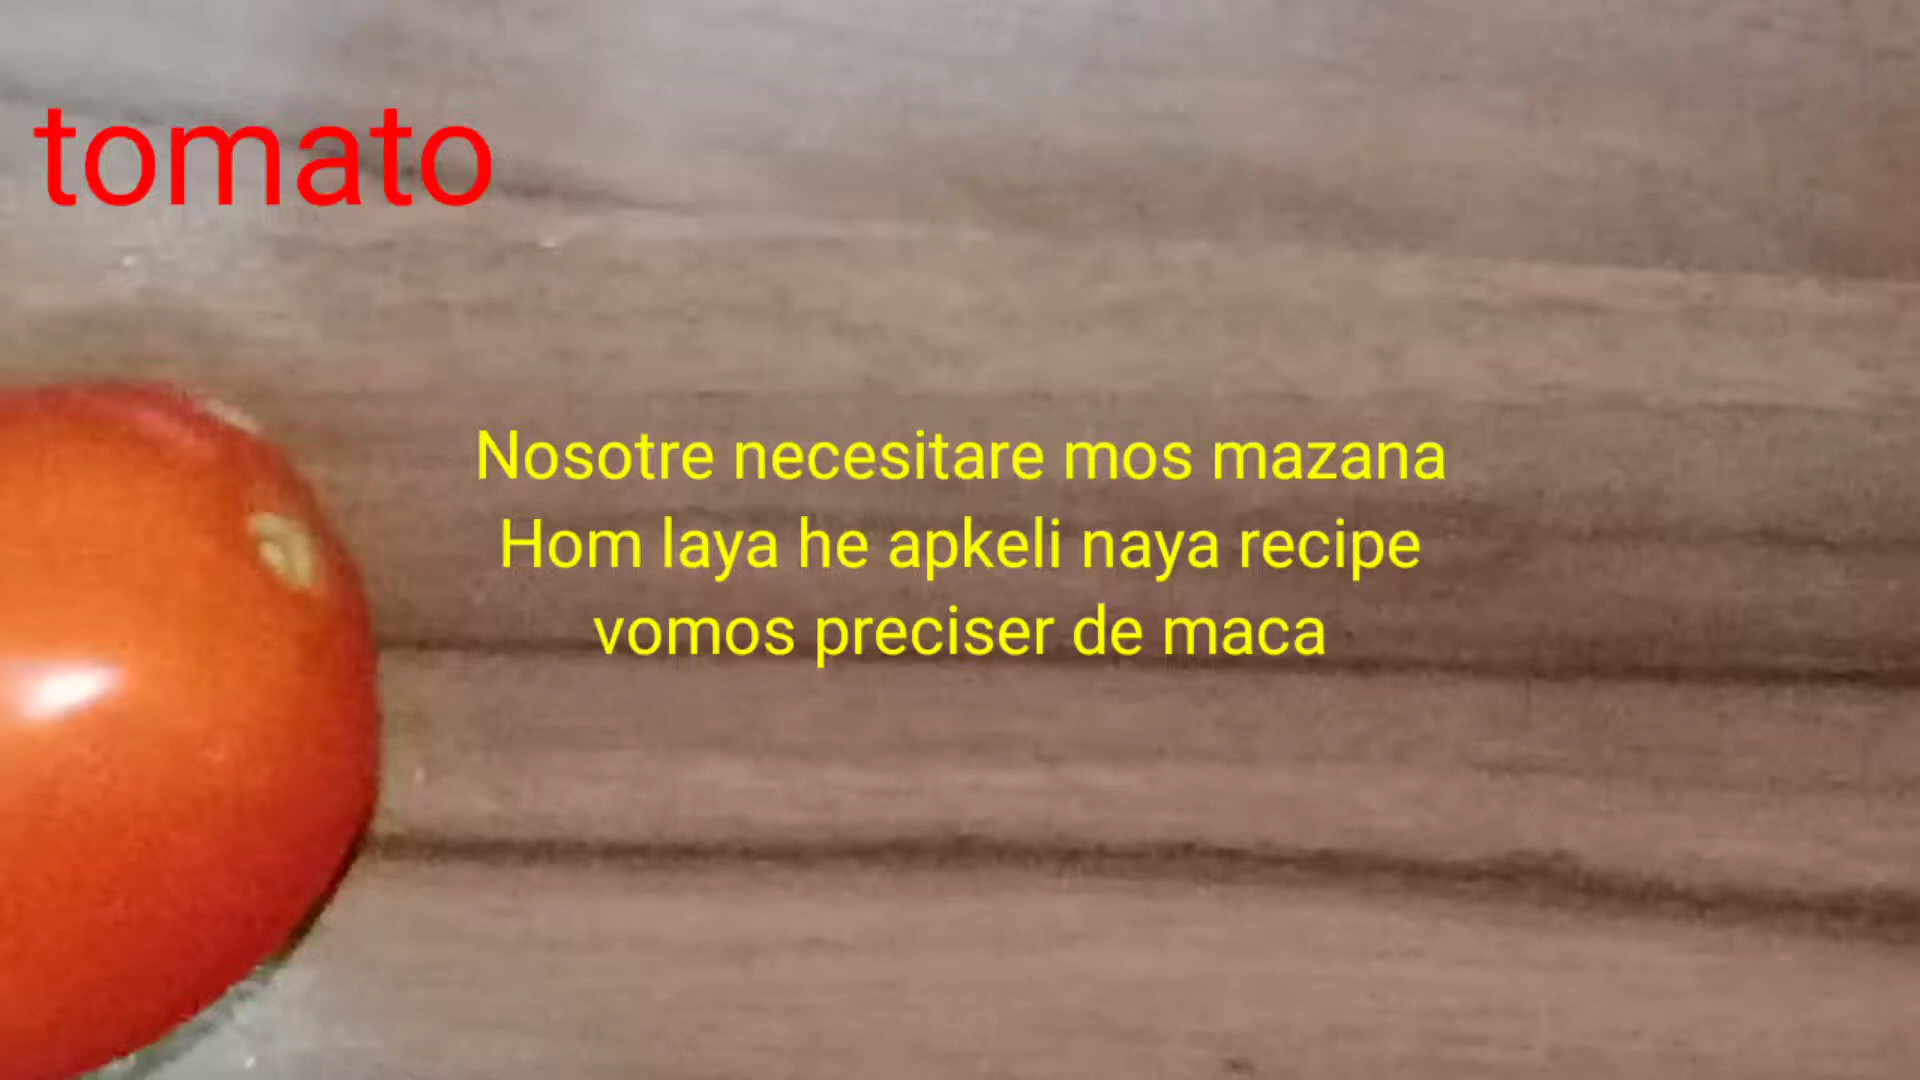 tomato
Nosotre necesitare mos mazana
Hom laya he apkeli naya recipe
vomos preciser de maca